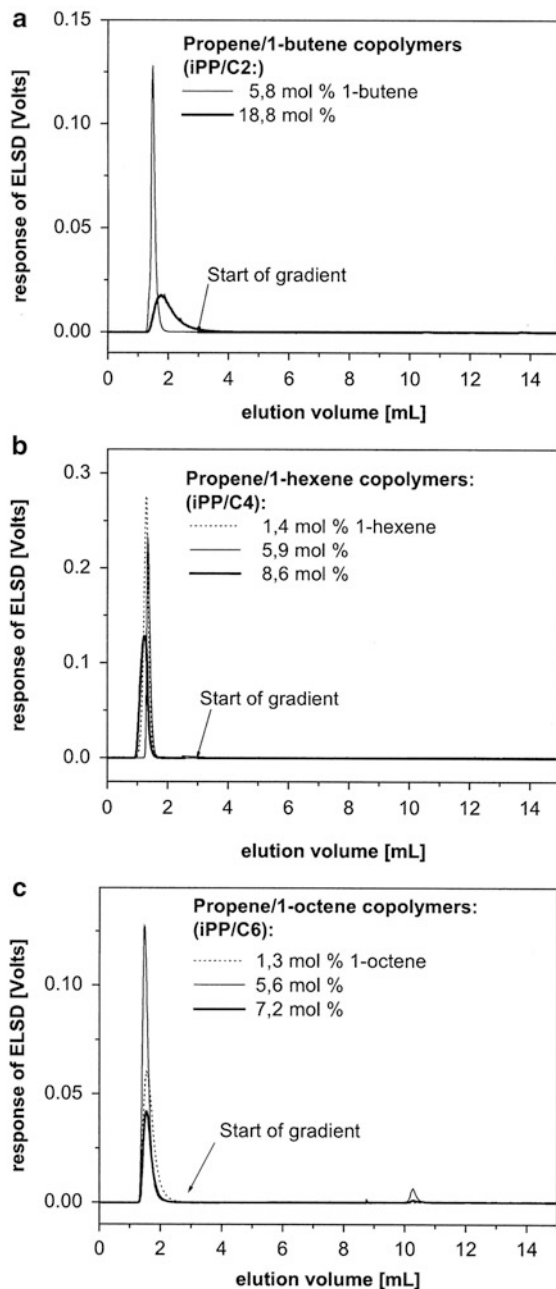 a
0.15
Propene/1-butene copolymers
(iPP/C2:)
5,8 mol % 1-butene
18,8 mol %
0.10
0.05
0.00
response of ELSD [Volts]
Start of gradient
0 2 4 6 8 10 12 14
elution volume [mL]
b
0.3
Propene/1-hexene copolymers:
(iPP/C4):
1,4 mol % 1-hexene
5,9 mol %
8,6 mol %
0.2
0.1
0.0
response of ELSD [Volts]
Start of gradient
0 2 4 6 8 10 12 14
elution volume [mL]
c
Propene/1-octene copolymers:
(iPP/C6):
1,3 mol % 1-octene
5,6 mol %
7,2 mol %
0.10
0.05
0.00
response of ELSD [Volts]
Start of gradient
0 2 4 6 8 10 12 14
elution volume [mL]